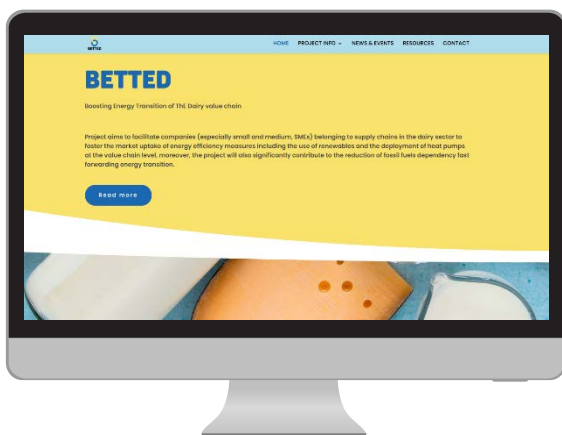 BETTED
HOME PROJECT INFO NEWS & EVENTS RESOURCES CONTACT
BETTED
Boosting Energy Transition of ThE Dairy value chain
Project aims to facilitate companies (especially small and medium, SMEs) belonging to supply chains in the dairy sector to
foster the market uptake of energy efficiency measures including the use of renewables and the deployment of heat pumps
at the value chain level, moreover, the project will also significantly contribute to the reduction of fossil fuels dependency fast
forwarding energy transition.
Read more